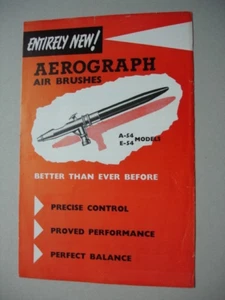 ENTIRELY NEW!
AEROGRAPH
AIR BRUSHES
A-54
E-54 MODELS
BETTER THAN EVER BEFORE
PRECISE CONTROL
PROVED PERFORMANCE
PERFECT BALANCE